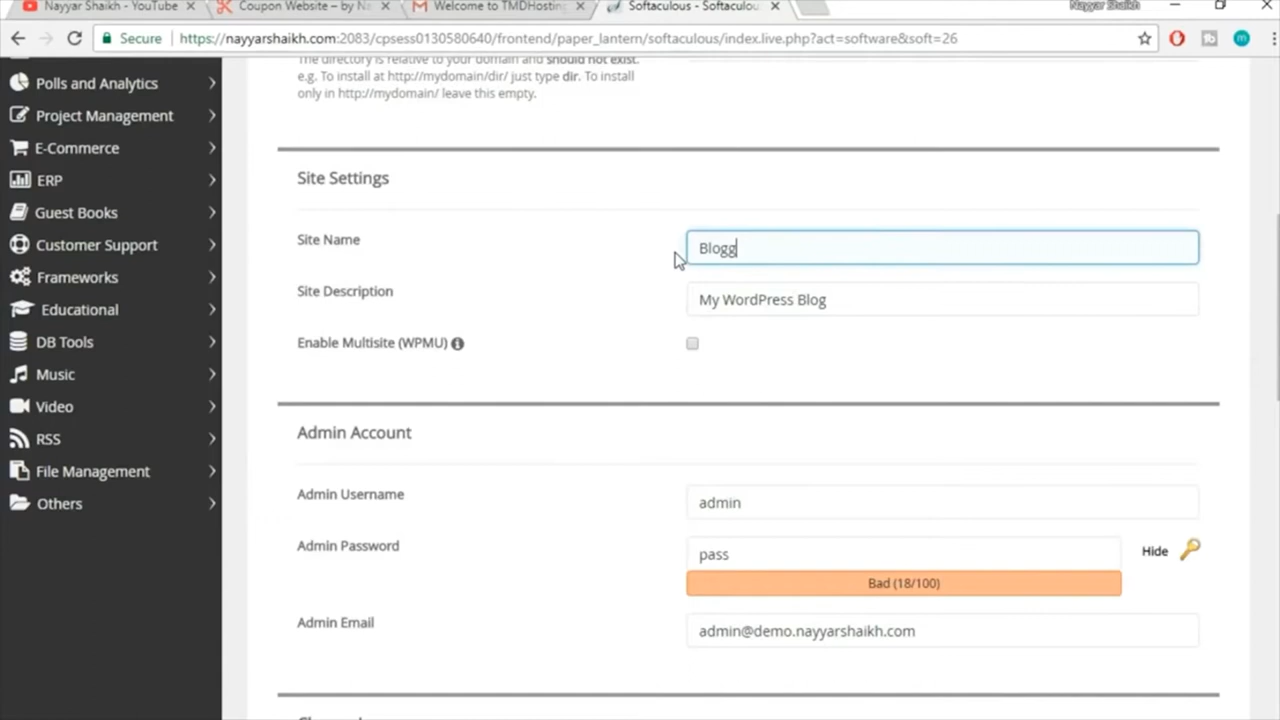 Nayyar Shaikh - YouTube
Coupon Website – by Na
Welcome to TMDHosting
Softaculous - Softaculou
Nayyar Shaikh
Secure
https://nayyarshaikh.com:2083/cpsess0130580640/frontend/paper_lantern/softaculous/index.live.php?act=software&soft=26
Polls and Analytics
Project Management
E-Commerce
ERP
Guest Books
Customer Support
Frameworks
Educational
DB Tools
Music
Video
RSS
File Management
Others
The directory is relative to your domain and should not exist.
e.g. To install at http://mydomain/dir/ just type dir. To install
only in http://mydomain/ leave this empty.
Site Settings
Site Name
Blogg
Site Description
My WordPress Blog
Enable Multisite (WPMU)
Admin Account
Admin Username
admin
Admin Password
pass
Hide
Bad (18/100)
Admin Email
admin@demo.nayyarshaikh.com